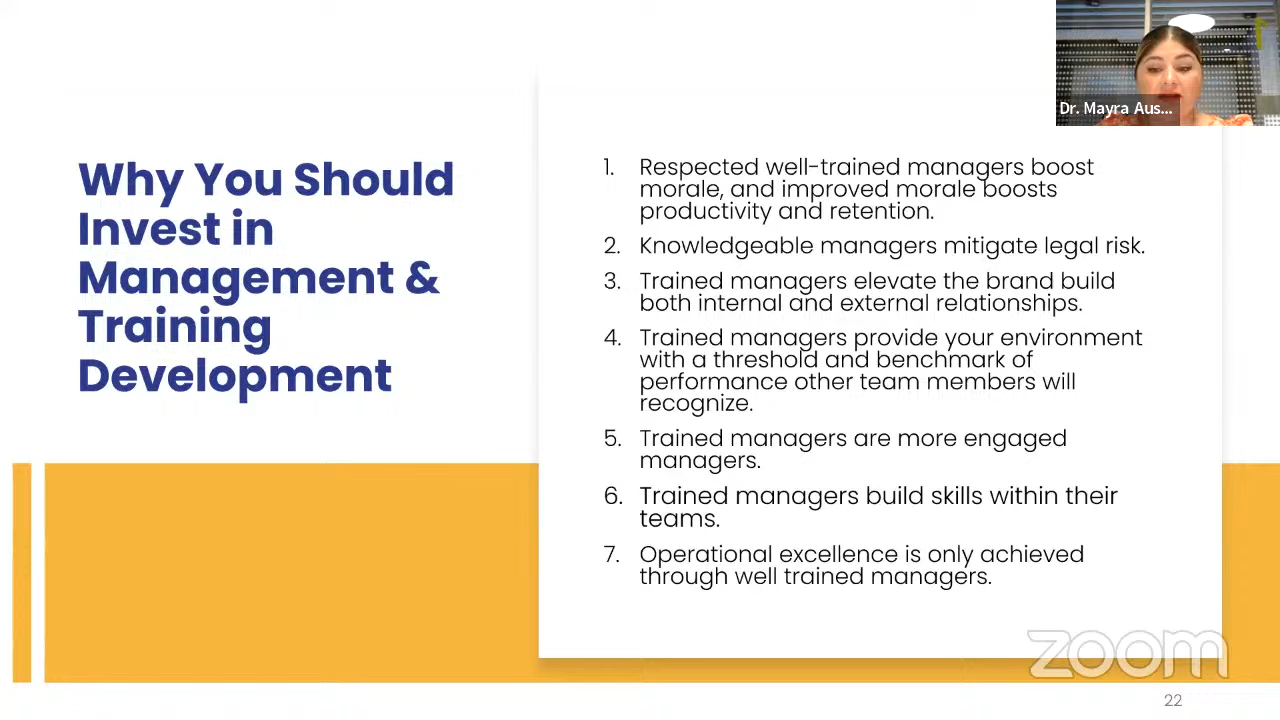 Why You Should
Invest in
Management &
Training
Development
Dr. Mayra Aus...
1. Respected well-trained managers boost
morale, and improved morale boosts
productivity and retention.
2. Knowledgeable managers mitigate legal risk.
3. Trained managers elevate the brand build
both internal and external relationships.
4. Trained managers provide your environment
with a threshold and benchmark of
performance other team members will
recognize.
5. Trained managers are more engaged
managers.
6. Trained managers build skills within their
teams.
7. Operational excellence is only achieved
through well trained managers.
zoom
22